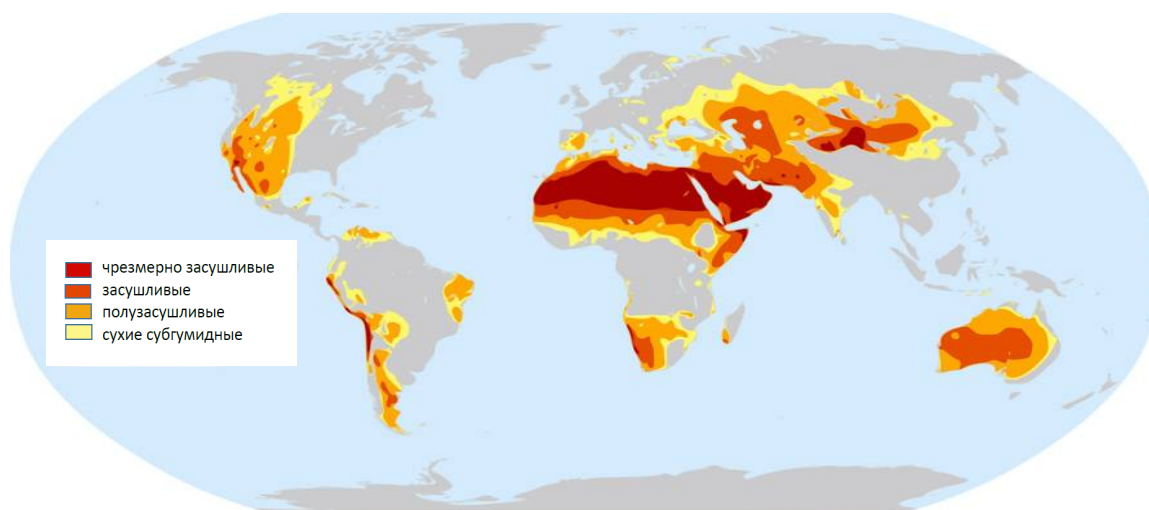 чрезмерно засушливые
засушливые
полузасушливые
сухие субгумидные